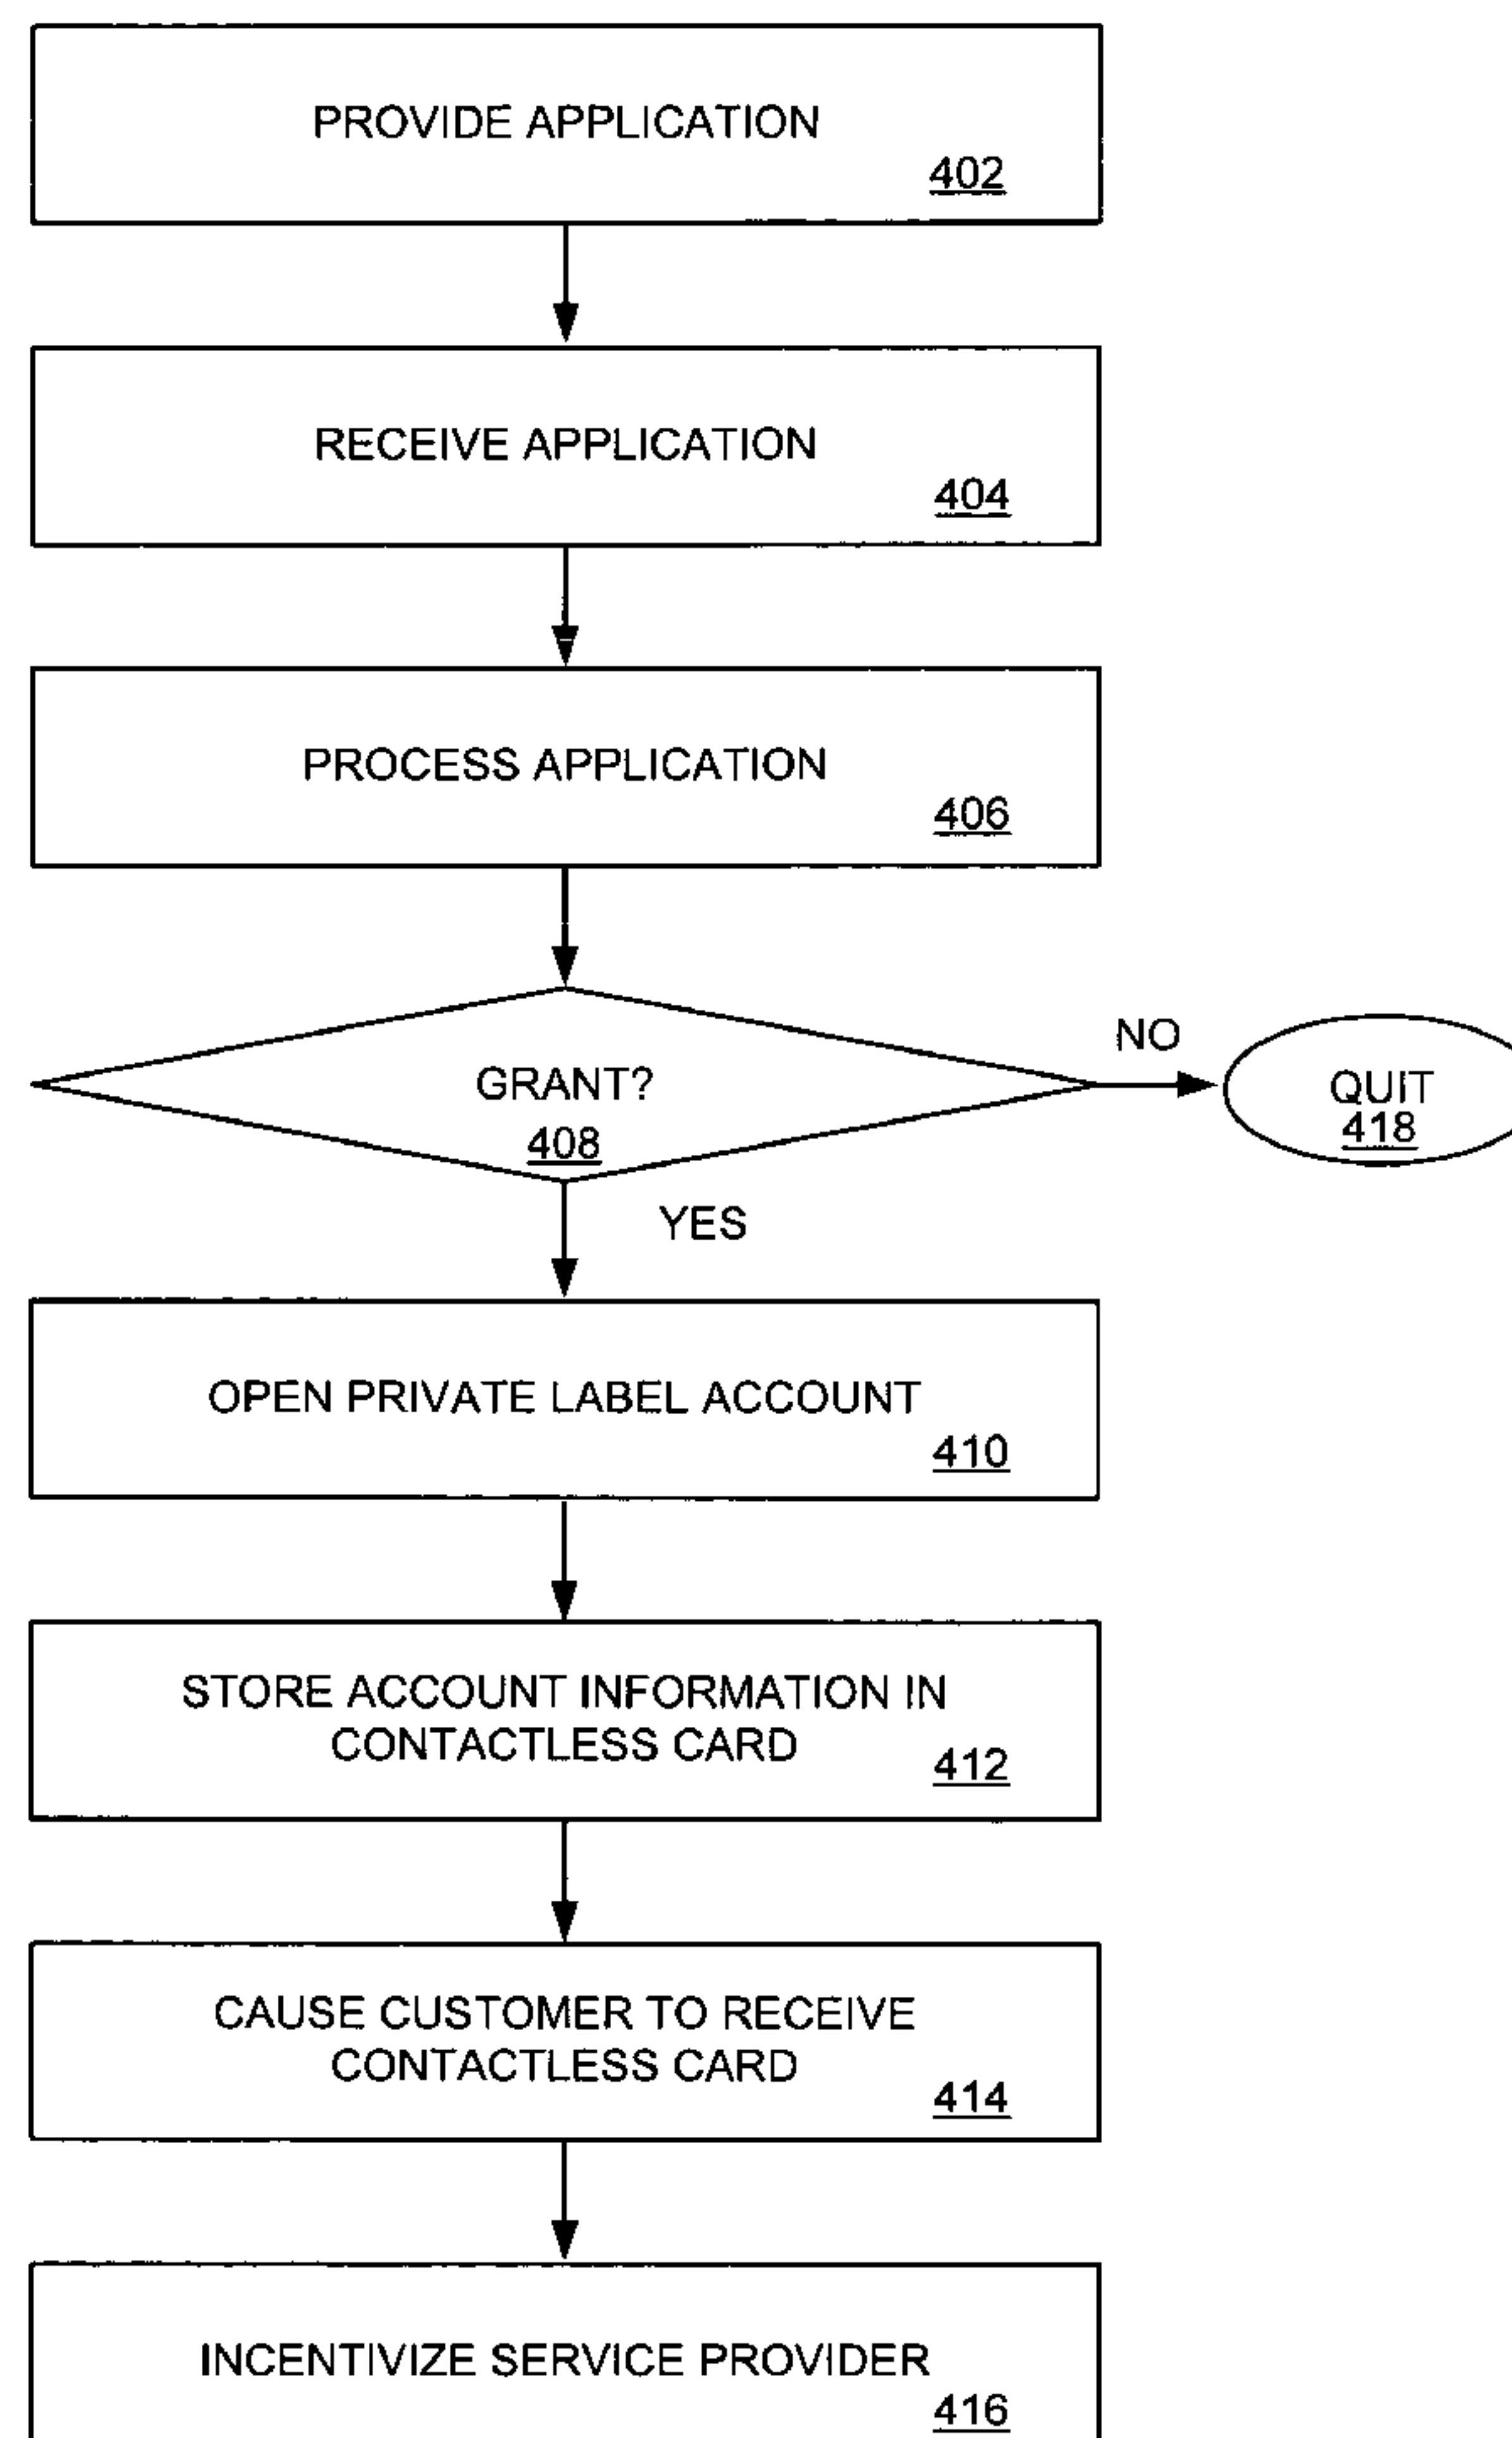 PROVIDE APPLICATION
402
RECEIVE APPLICATION
404
PROCESS APPLICATION
406
GRANT?
408
NO
QUIT
418
YES
OPEN PRIVATE LABEL ACCOUNT
410
STORE ACCOUNT INFORMATION IN
CONTACTLESS CARD
412
CAUSE CUSTOMER TO RECEIVE
CONTACTLESS CARD
414
INCENTIVIZE SERVICE PROVIDER
416